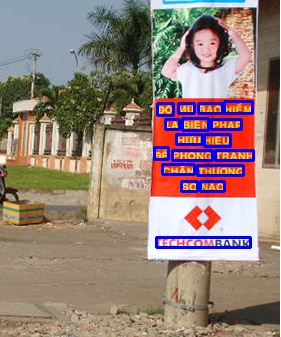 ĐỘI MŨ BẢO HIỂM
LÀ BIỆN PHÁP
HỮU HIỆU
ĐỂ PHÒNG TRÁNH
CHẤN THƯƠNG
SỌ NÃO
TECHCOMBANK